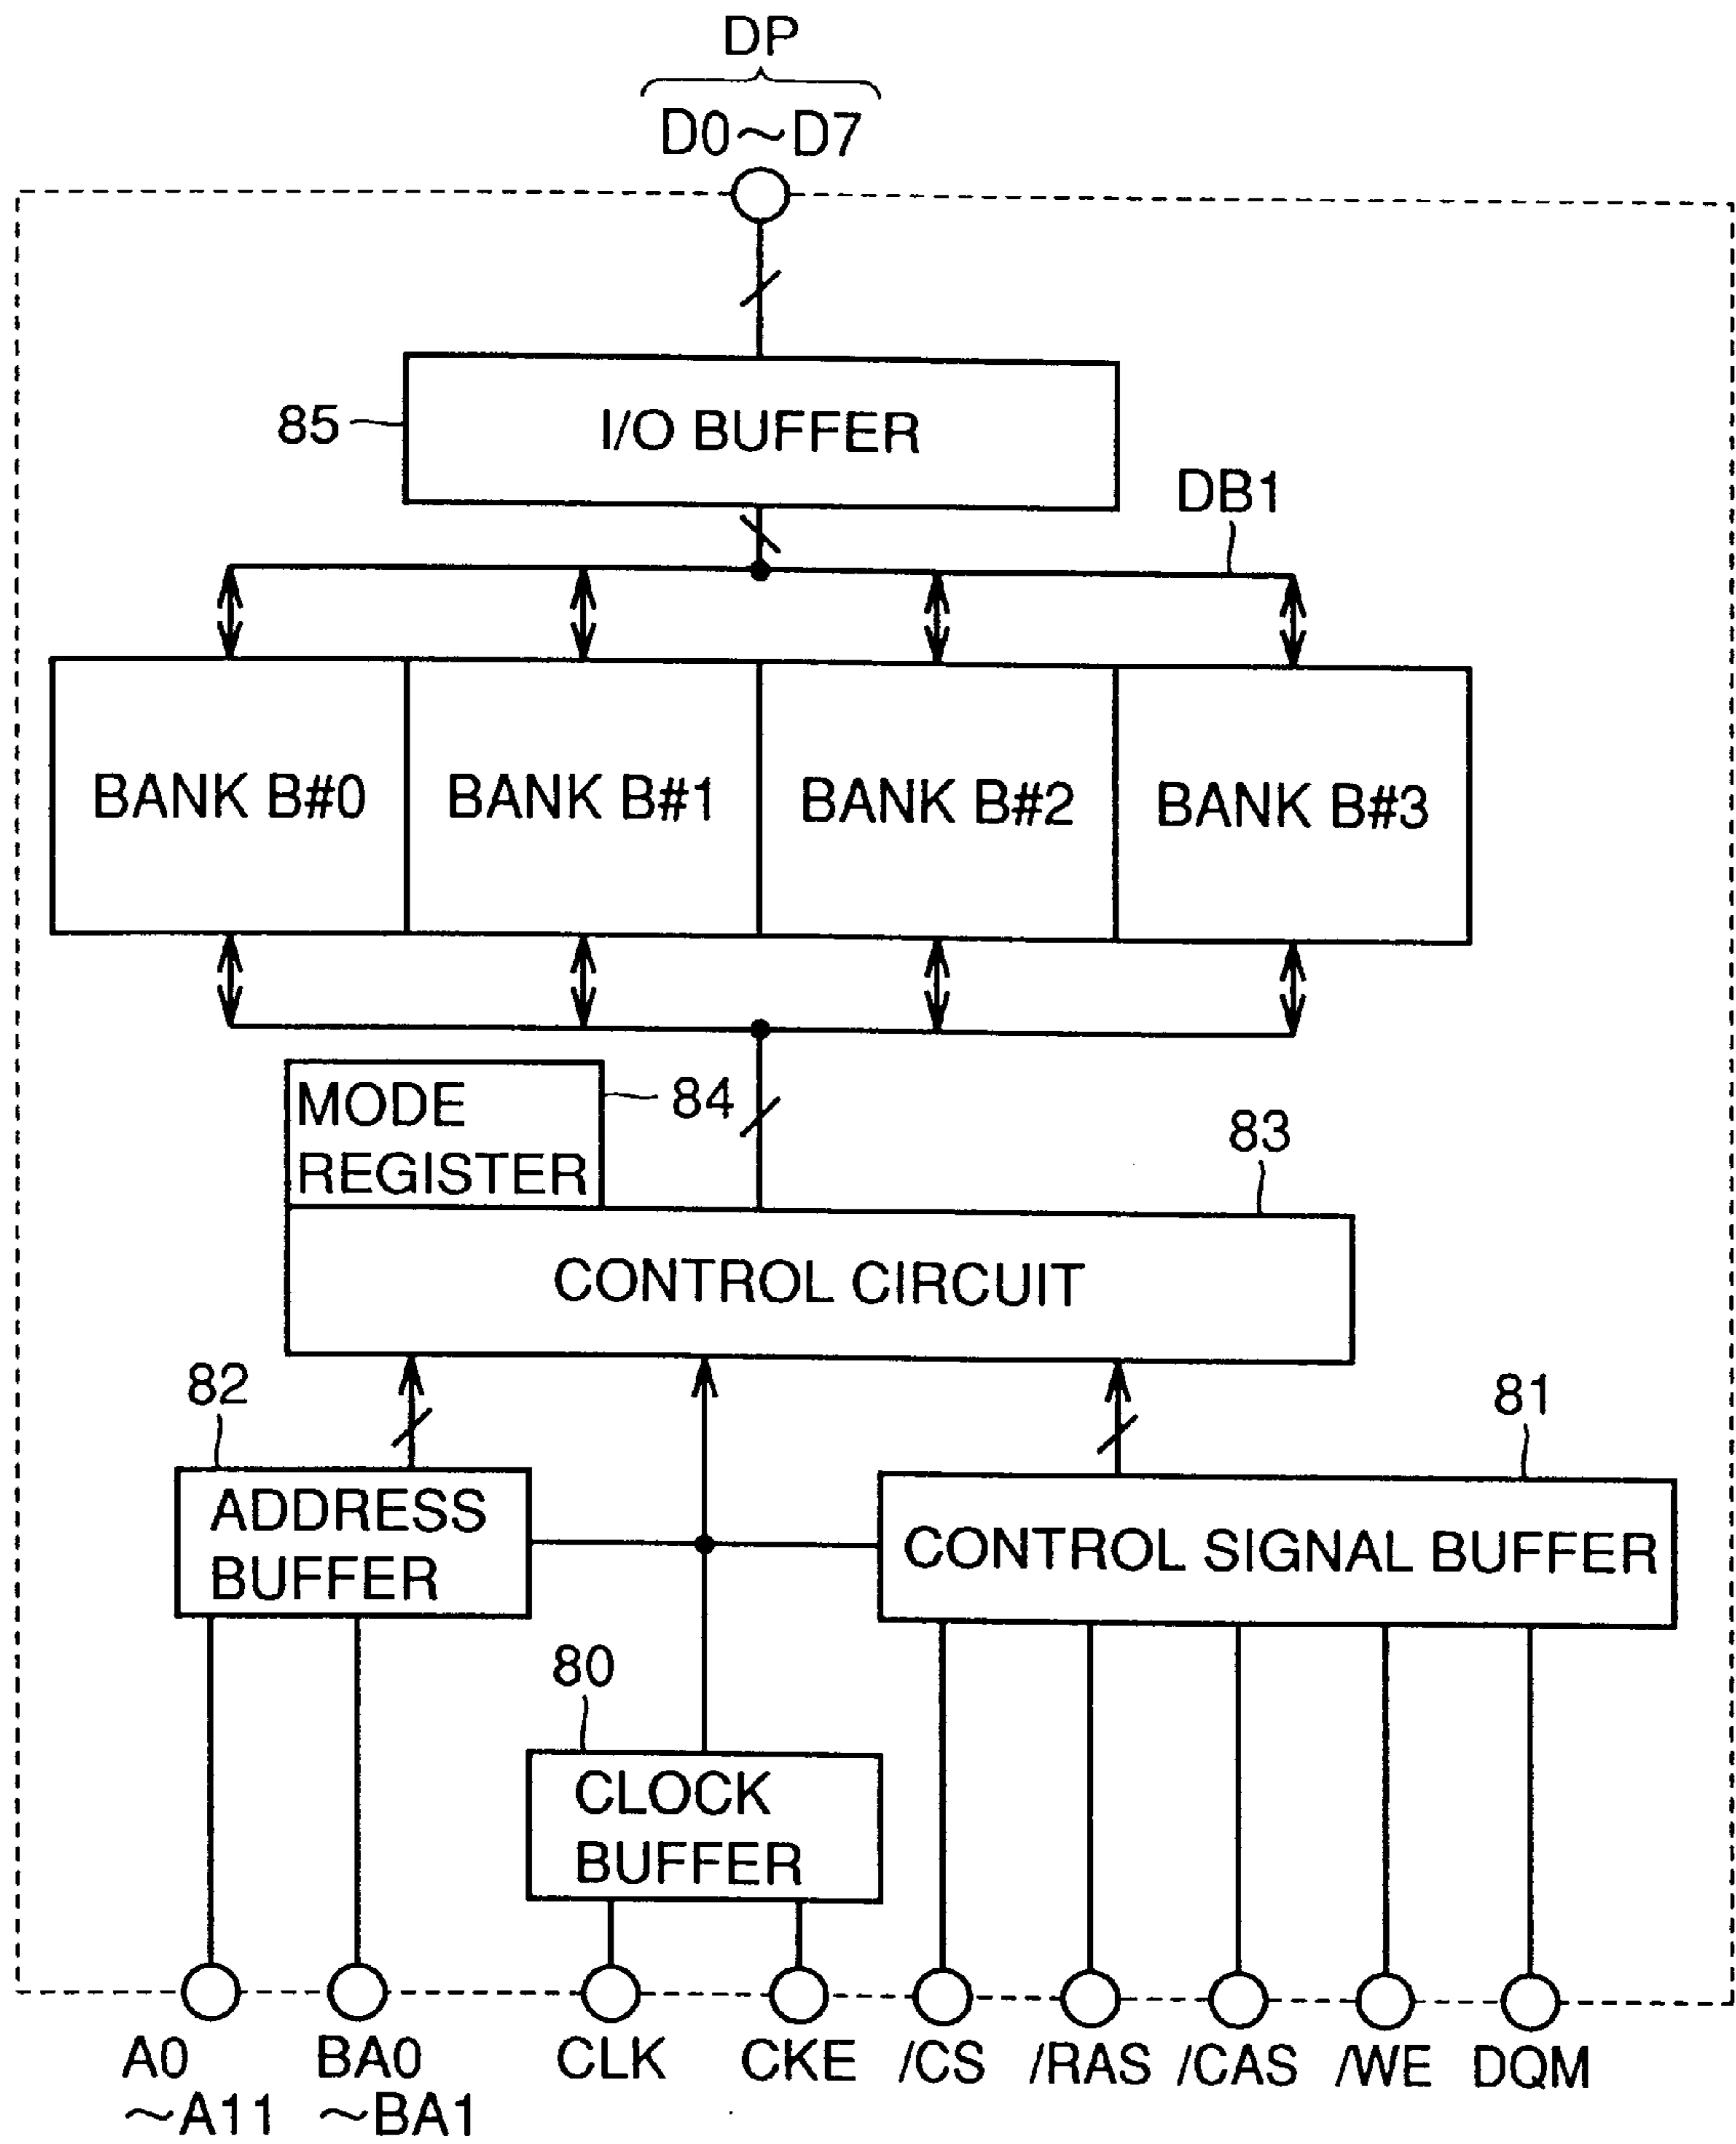 DP
D0～D7
85
I/O BUFFER
DB1
BANK B#0
BANK B#1
BANK B#2
BANK B#3
MODE
REGISTER
84
83
CONTROL CIRCUIT
82
81
ADDRESS
BUFFER
CONTROL SIGNAL BUFFER
80
CLOCK
BUFFER
A0
～A11
BA0
～BA1
CLK
CKE
/CS
/RAS
/CAS
/WE
DQM